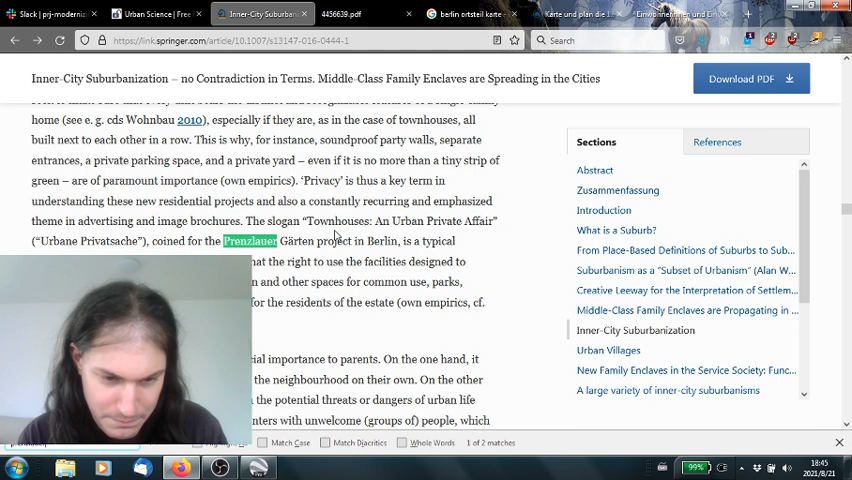 Slack | prj-moderniz
Urban Science | Free
Inner-City Suburbaniz
4456639.pdf
berlin ortsteil karte -
Karte und plan die 1
Einwohnerinnen und Ein
https://link.springer.com/article/10.1007/s13147-016-0444-1
Search
Inner-City Suburbanization – no Contradiction in Terms. Middle-Class Family Enclaves are Spreading in the Cities
Download PDF
home (see e. g. cds Wohnbau 2010), especially if they are, as in the case of townhouses, all
built next to each other in a row. This is why, for instance, soundproof party walls, separate
entrances, a private parking space, and a private yard – even if it is no more than a tiny strip of
green – are of paramount importance (own empirics). ‘Privacy’ is thus a key term in
understanding these new residential projects and also a constantly recurring and emphasized
theme in advertising and image brochures. The slogan “Townhouses: An Urban Private Affair”
(“Urbane Privatsache”), coined for the Prenzlauer Gärten project in Berlin, is a typical
hat the right to use the facilities designed to
n and other spaces for common use, parks,
for the residents of the estate (own empirics, cf.
cial importance to parents. On the one hand, it
the neighbourhood on their own. On the other
the potential threats or dangers of urban life
nters with unwelcome (groups of) people, which
Sections
References
Abstract
Zusammenfassung
Introduction
What is a Suburb?
From Place-Based Definitions of Suburbs to Sub...
Suburbanism as a “Subset of Urbanism” (Alan W...
Creative Leeway for the Interpretation of Settlem...
Middle-Class Family Enclaves are Propagating in ...
Inner-City Suburbanization
Urban Villages
New Family Enclaves in the Service Society: Func...
A large variety of inner-city suburbanisms
Match Case
Match Diacritics
Whole Words
1 of 2 matches
99%
18:45
2021/8/21